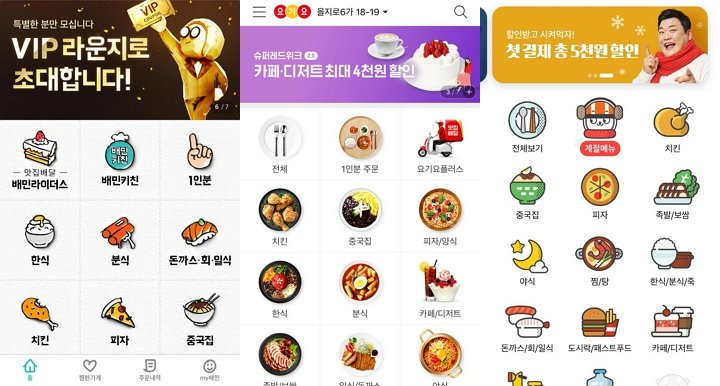 특별한 분만 모십니다
VIP 라운지로
초대합니다!
VIP
COUPON
6/7
맛집배달
배민라이더스
배민키친
배민키친
1인분
한식
분식
돈까스·회·일식
치킨
피자
중국집
홈
찜한가게
주문내역
my배민
요기요
을지로6가 18-19
슈퍼레드위크 2.0
카페·디저트 최대 4천원 할인
3/7 +
전체
1인분 주문
맛집배달
요기요플러스
치킨
중국집
피자/양식
한식
분식
카페/디저트
족발/보쌈
일식/돈까스
야식
할인받고 시켜먹자!
첫 결제 총 5천원 할인
전체보기
계절메뉴
치킨
중국집
피자
족발/보쌈
야식
찜/탕
한식/분식/죽
돈까스/회/일식
도시락/패스트푸드
카페/디저트